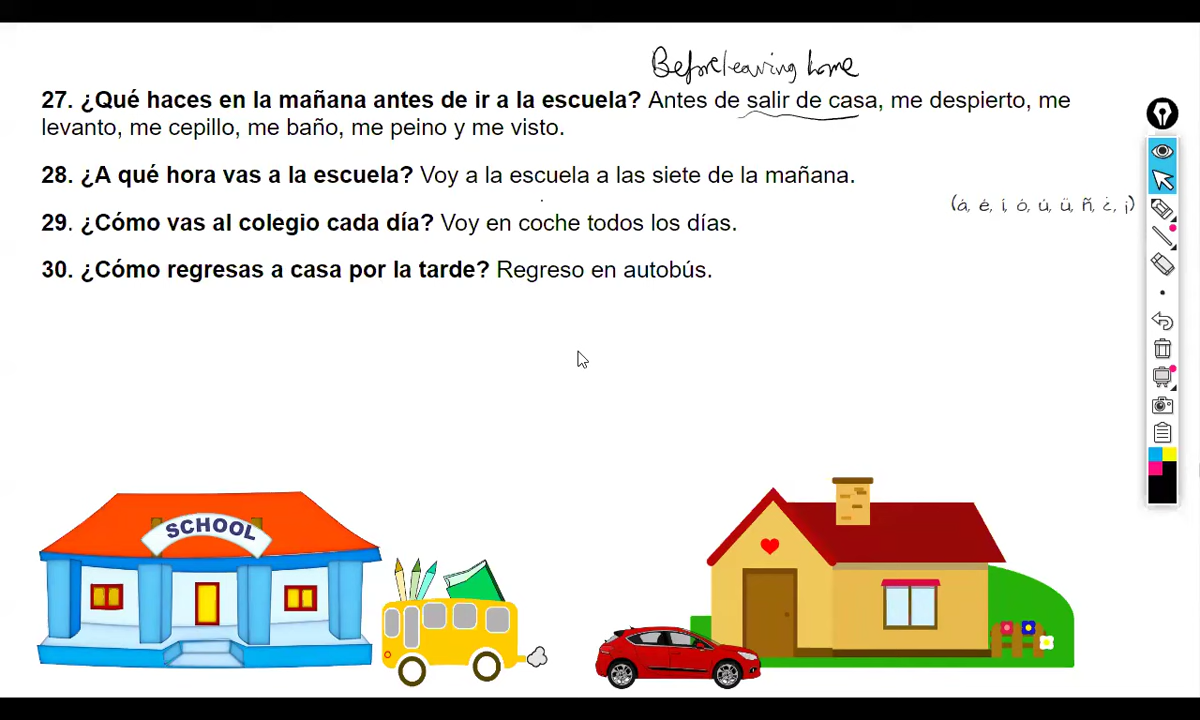 Before leaving home
27. ¿Qué haces en la mañana antes de ir a la escuela? Antes de salir de casa, me despierto, me
levanto, me cepillo, me baño, me peino y me visto.
28. ¿A qué hora vas a la escuela? Voy a la escuela a las siete de la mañana.
(á, é, í, ó, ú, ü, ñ, ¿, ¡)
29. ¿Cómo vas al colegio cada día? Voy en coche todos los días.
30. ¿Cómo regresas a casa por la tarde? Regreso en autobús.
SCHOOL